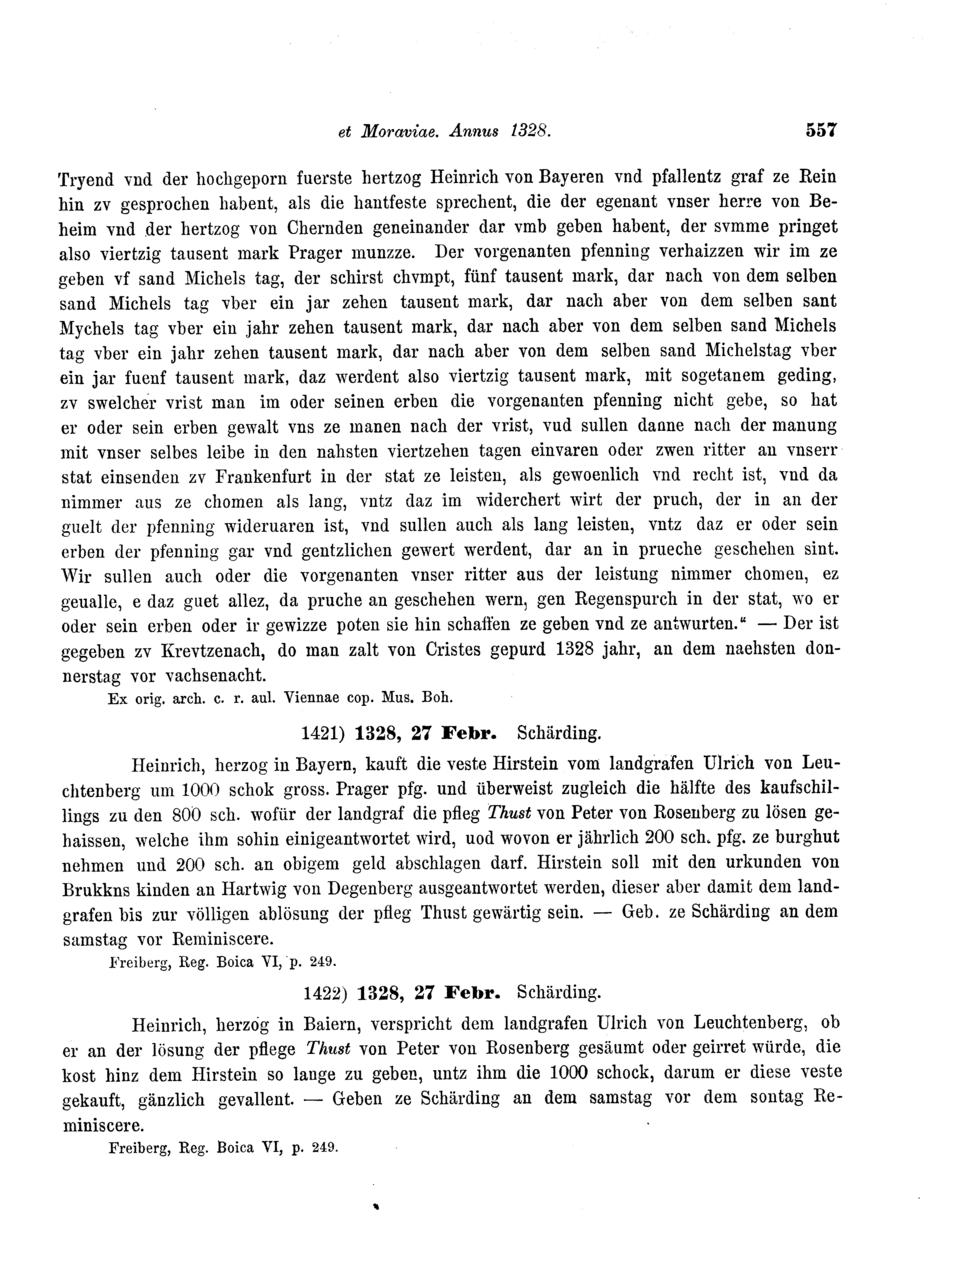 et Moraviae. Annus 1328. 557
Tryend vnd der hochgeporn fuerste hertzog Heinrich von Bayeren vnd pfallentz graf ze Rein
hin zv gesprochen habent, als die hantfeste sprechent, die der egenant vnser herre von Be-
heim vnd der hertzog von Chernden geneinander dar vmb geben habent, der svmme pringet
also viertzig tausent mark Prager munzze. Der vorgenanten pfenning verhaizzen wir im ze
geben vf sand Michels tag, der schirst chvmpt, fünf tausent mark, dar nach von dem selben
sand Michels tag vber ein jar zehen tausent mark, dar nach aber von dem selben sant
Mychels tag vber ein jahr zehen tausent mark, dar nach aber von dem selben sand Michels
tag vber ein jahr zehen tausent mark, dar nach aber von dem selben sand Michelstag vber
ein jar fuenf tausent mark, daz werdent also viertzig tausent mark, mit sogetanem geding,
zv swelcher vrist man im oder seinen erben die vorgenanten pfenning nicht gebe, so hat
er oder sein erben gewalt vns ze manen nach der vrist, vud sullen danne nach der manung
mit vnser selbes leibe in den nahsten viertzehen tagen einvaren oder zwen ritter an vnserr
stat einsenden zv Frankenfurt in der stat ze leisten, als gewoenlich vnd recht ist, vnd da
nimmer aus ze chomen als lang, vntz daz im widerchert wirt der pruch, der in an der
guelt der pfenning wideruaren ist, vnd sullen auch als lang leisten, vntz daz er oder sein
erben der pfenning gar vnd gentzlichen gewert werdent, dar an in prueche geschehen sint.
Wir sullen auch oder die vorgenanten vnser ritter aus der leistung nimmer chomen, ez
geualle, e daz guet allez, da pruche an geschehen wern, gen Regenspurch in der stat, wo er
oder sein erben oder ir gewizze poten sie hin schaffen ze geben vnd ze antwurten.“ — Der ist
gegeben zv Krevtzenach, do man zalt von Cristes gepurd 1328 jahr, an dem naehsten don-
nerstag vor vachsenacht.
Ex orig. arch. c. r. aul. Viennae cop. Mus. Boh.
1421) 1328, 27 Febr. Schärding.
Heinrich, herzog in Bayern, kauft die veste Hirstein vom landgrafen Ulrich von Leu-
chtenberg um 1000 schok gross. Prager pfg. und überweist zugleich die hälfte des kaufschil-
lings zu den 800 sch. wofür der landgraf die pfleg Thust von Peter von Rosenberg zu lösen ge-
haissen, welche ihm sohin einigeantwortet wird, uod wovon er jährlich 200 sch. pfg. ze burghut
nehmen und 200 sch. an obigem geld abschlagen darf. Hirstein soll mit den urkunden von
Brukkns kinden an Hartwig von Degenberg ausgeantwortet werden, dieser aber damit dem land-
grafen bis zur völligen ablösung der pfleg Thust gewärtig sein. — Geb. ze Schärding an dem
samstag vor Reminiscere.
Freiberg, Reg. Boica VI, p. 249.
1422) 1328, 27 Febr. Schärding.
Heinrich, herzog in Baiern, verspricht dem landgrafen Ulrich von Leuchtenberg, ob
er an der lösung der pflege Thust von Peter von Rosenberg gesäumt oder geirret würde, die
kost hinz dem Hirstein so lange zu geben, untz ihm die 1000 schock, darum er diese veste
gekauft, gänzlich gevallent. — Geben ze Schärding an dem samstag vor dem sontag Re-
miniscere.
Freiberg, Reg. Boica VI, p. 249.